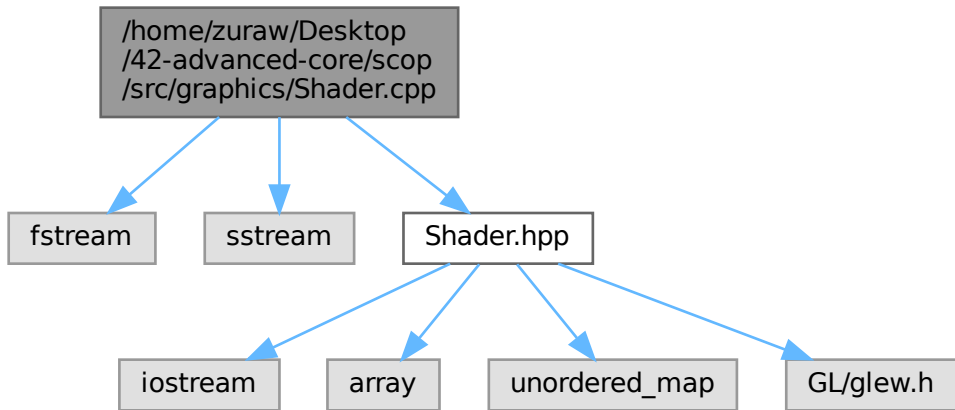 /home/zuraw/Desktop
/42-advanced-core/scop
/src/graphics/Shader.cpp
fstream
sstream
Shader.hpp
iostream
array
unordered_map
GL/glew.h